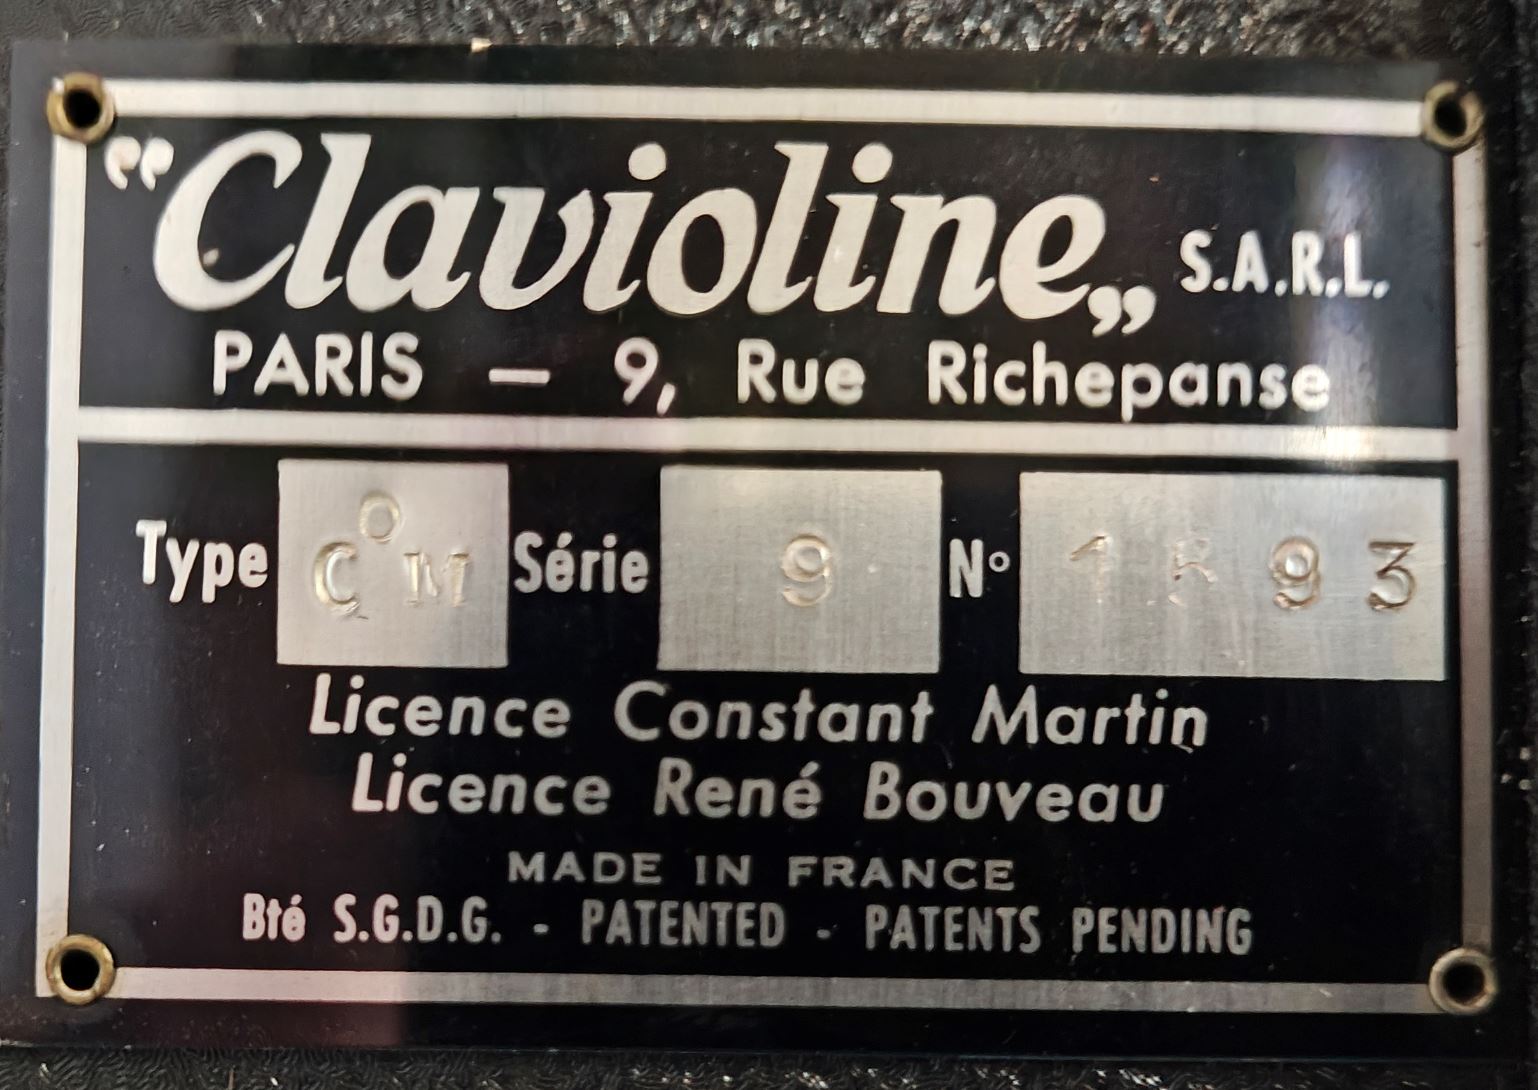 “Clavioline„ S.A.R.L.
PARIS — 9, Rue Richepanse
Type COM Série 9 N° 1593
Licence Constant Martin
Licence René Bouveau
MADE IN FRANCE
Bté S.G.D.G. - PATENTED - PATENTS PENDING